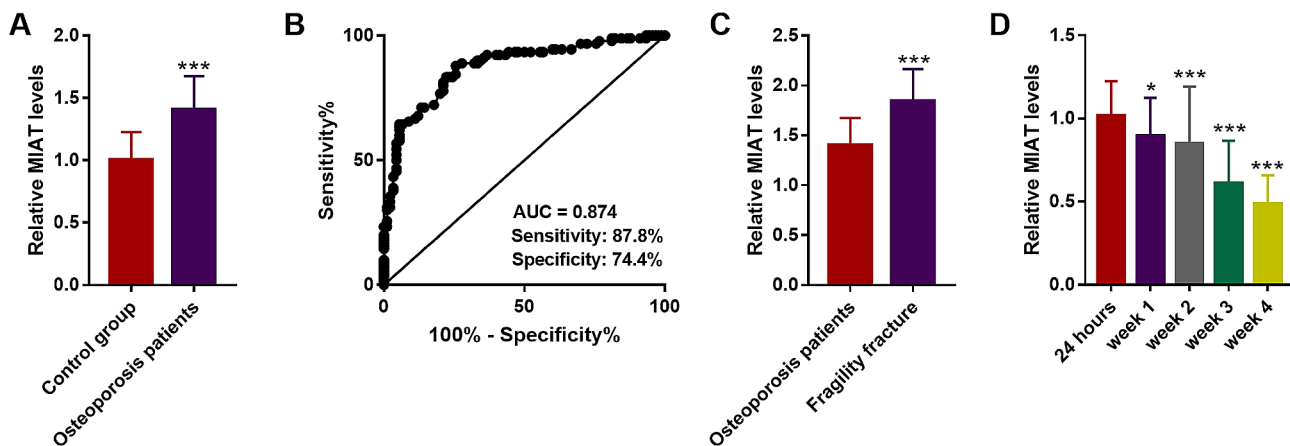 A
Relative MIAT levels
2.0
1.5
1.0
0.5
0.0
***
Control group
Osteoporosis patients
B
Sensitivity%
100
50
0
0
50
100
100% - Specificity%
AUC = 0.874
Sensitivity: 87.8%
Specificity: 74.4%
C
Relative MIAT levels
2.5
2.0
1.5
1.0
0.5
0.0
***
Osteoporosis patients
Fragility fracture
D
Relative MIAT levels
1.5
1.0
0.5
0.0
*
***
***
***
24 hours
week 1
week 2
week 3
week 4